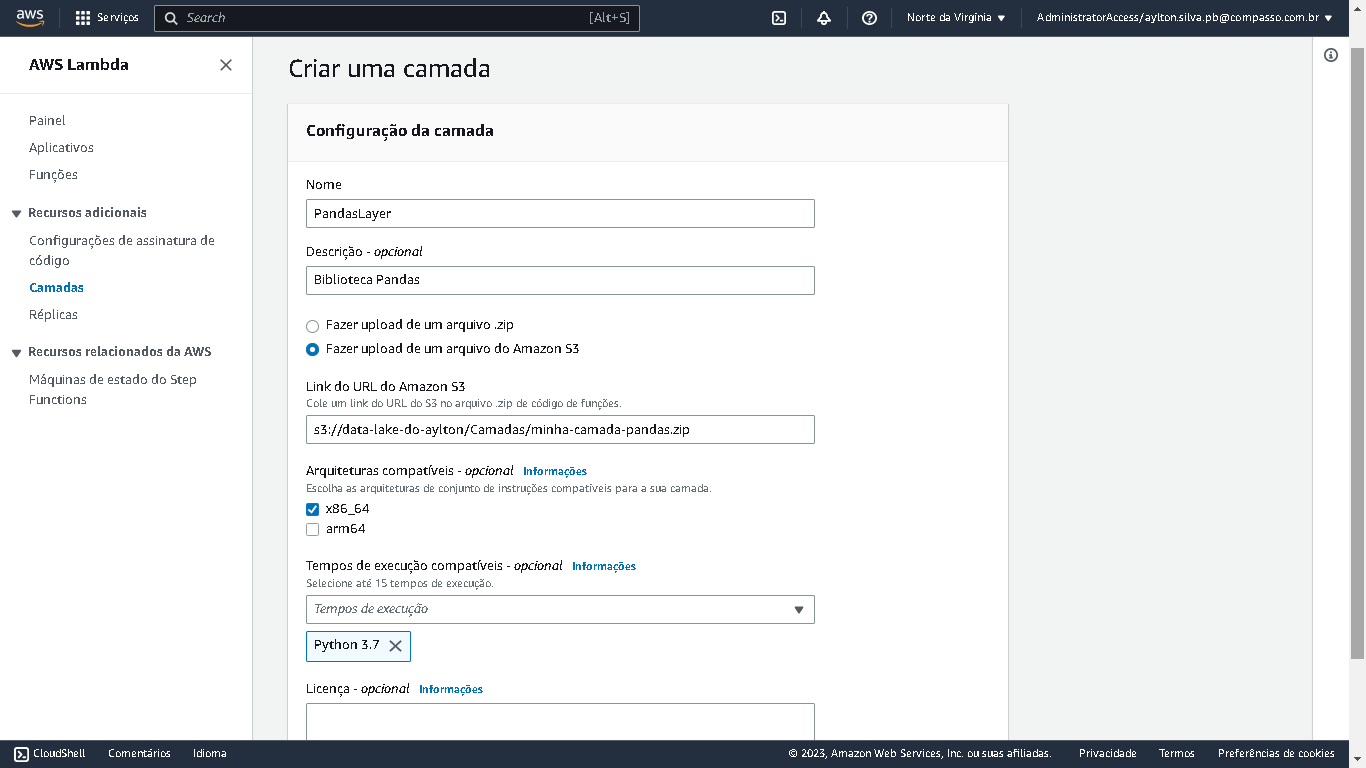 aws Serviços Search [Alt+S] Norte da Virgínia AdministratorAccess/aylton.silva.pb@compasso.com.br
AWS Lambda
Painel
Aplicativos
Funções
Recursos adicionais
Configurações de assinatura de
código
Camadas
Réplicas
Recursos relacionados da AWS
Máquinas de estado do Step
Functions
Criar uma camada
Configuração da camada
Nome
PandasLayer
Descrição - opcional
Biblioteca Pandas
Fazer upload de um arquivo .zip
Fazer upload de um arquivo do Amazon S3
Link do URL do Amazon S3
Cole um link do URL do S3 no arquivo .zip de código de funções.
s3://data-lake-do-aylton/Camadas/minha-camada-pandas.zip
Arquiteturas compatíveis - opcional Informações
Escolha as arquiteturas de conjunto de instruções compatíveis para a sua camada.
x86_64
arm64
Tempos de execução compatíveis - opcional Informações
Selecione até 15 tempos de execução.
Tempos de execução
Python 3.7
Licença - opcional Informações
CloudShell Comentários Idioma © 2023, Amazon Web Services, Inc. ou suas afiliadas. Privacidade Termos Preferências de cookies